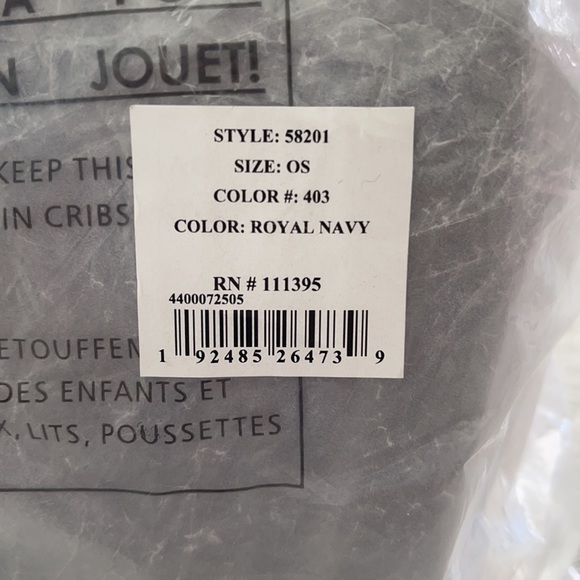 N JOUET!
STYLE: 58201
SIZE: OS
COLOR #: 403
COLOR: ROYAL NAVY
RN # 111395
4400072505
1 92485 26473 9
KEEP THIS
IN CRIBS
ETOUFFEN
DES ENFANTS ET
X, LITS, POUSSETTES